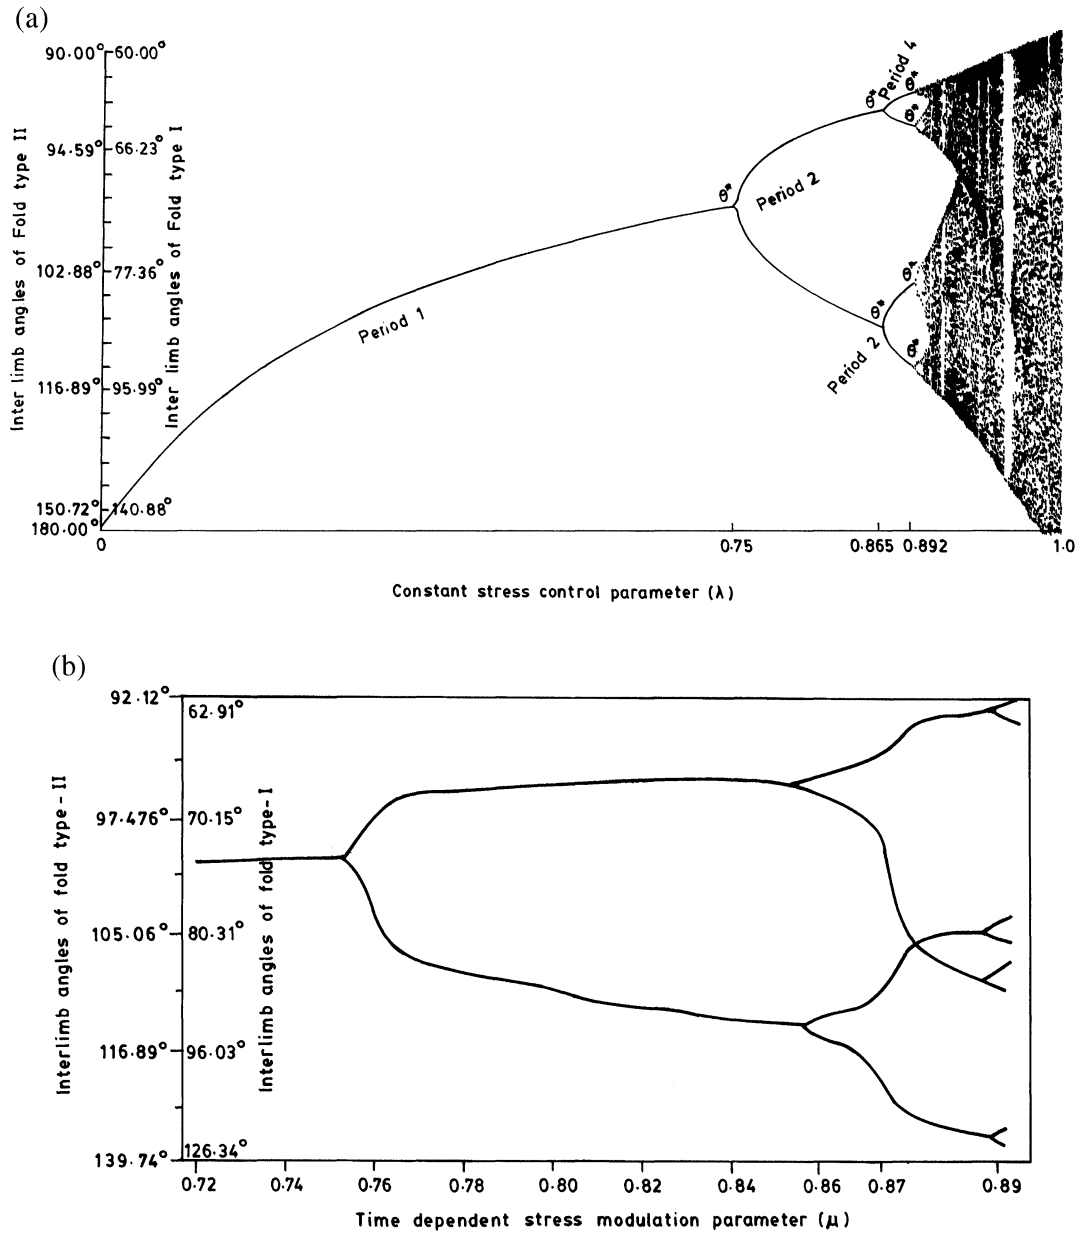 (a)
90.00° 60.00°
Period 4
θ* θ*
θ*
94.59° 66.23°
θ* Period 2
Inter limb angles of Fold type II
Inter limb angles of Fold type I
102.88° 77.36°
θ*
θ*
Period 1
θ*
Period 2
116.89° 95.99°
150.72° 140.88°
180.00°
0 0.75 0.865 0.892 1.0
Constant stress control parameter (λ)
(b)
92.12° 62.91°
97.476° 70.15°
Interlimb angles of fold type-II
Interlimb angles of fold type-I
105.06° 80.31°
116.89° 96.03°
139.74° 126.34°
0.72 0.74 0.76 0.78 0.80 0.82 0.84 0.86 0.87 0.89
Time dependent stress modulation parameter (μ)